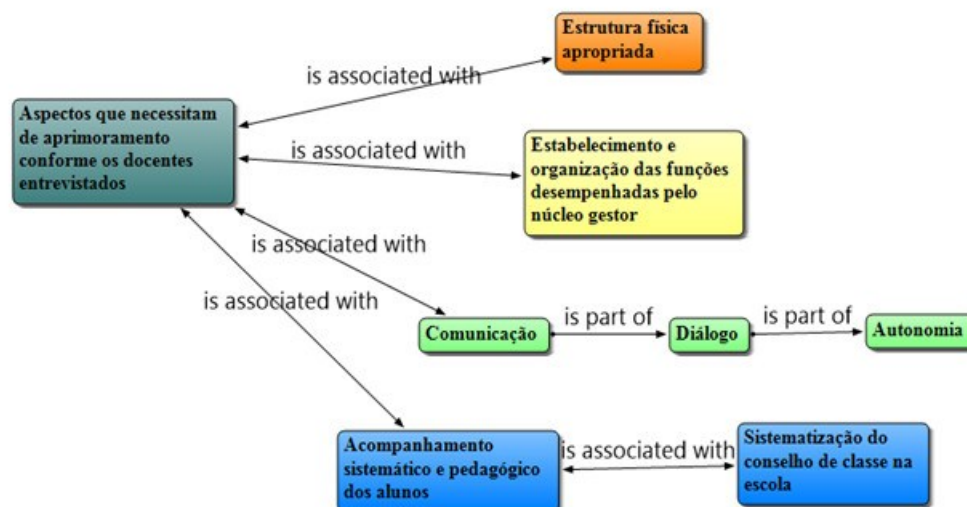 Estrutura física
apropriada
is associated with
Aspectos que necessitam
de aprimoramento
conforme os docentes
entrevistados
is associated with
Estabelecimento e
organização das funções
desempenhadas pelo
núcleo gestor
is associated with
is associated with
Comunicação
is part of
Diálogo
is part of
Autonomia
Acompanhamento
sistemático e pedagógico
dos alunos
is associated with
Sistematização do
conselho de classe na
escola